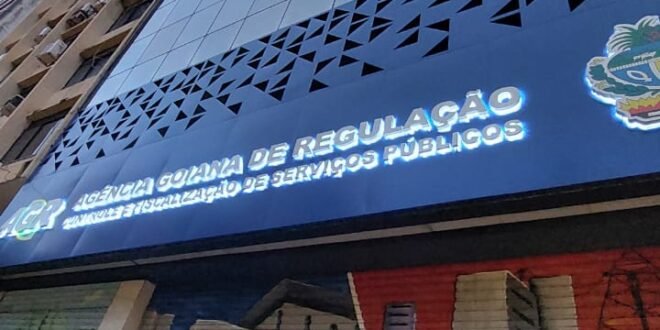 AGR
AGÊNCIA GOIANA DE REGULAÇÃO
CONTROLE E FISCALIZAÇÃO DE SERVIÇOS PÚBLICOS